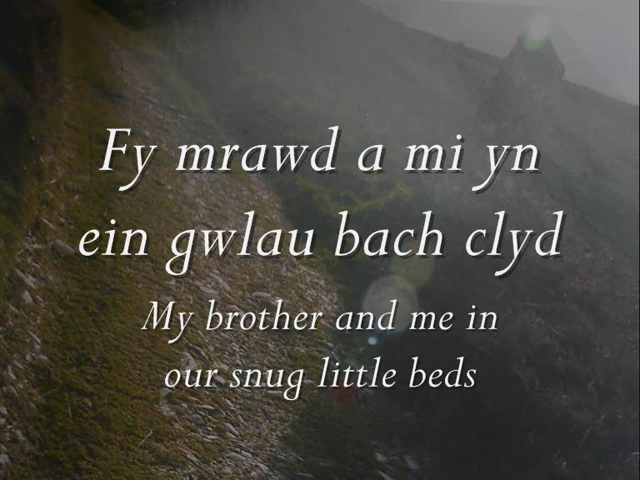 Fy mrawd a mi yn
ein gwlau bach clyd
My brother and me in
our snug little beds